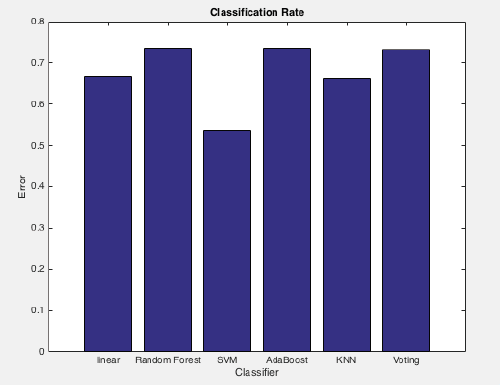 Classification Rate
0.8
0.7
0.6
0.5
0.4
0.3
0.2
0.1
0
Error
linear Random Forest SVM AdaBoost KNN Voting
Classifier